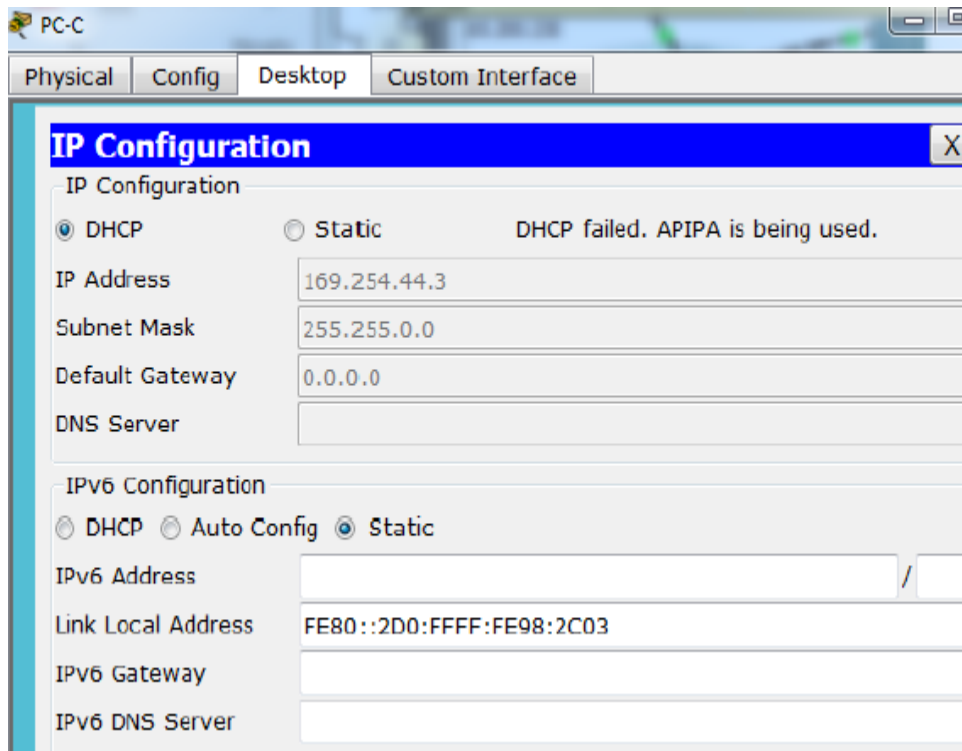 PC-C
Physical Config Desktop Custom Interface
IP Configuration X
IP Configuration
DHCP Static DHCP failed. APIPA is being used.
IP Address 169.254.44.3
Subnet Mask 255.255.0.0
Default Gateway 0.0.0.0
DNS Server
IPv6 Configuration
DHCP Auto Config Static
IPv6 Address /
Link Local Address FE80::2D0:FFFF:FE98:2C03
IPv6 Gateway
IPv6 DNS Server